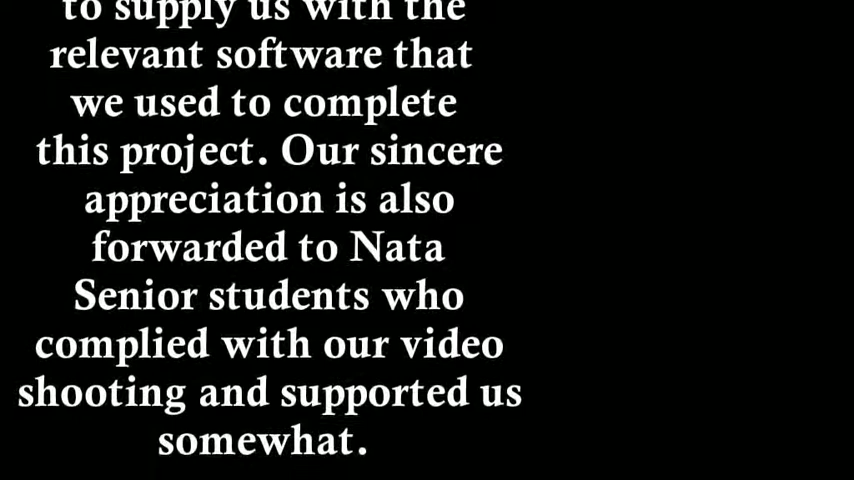 to supply us with the
relevant software that
we used to complete
this project. Our sincere
appreciation is also
forwarded to Nata
Senior students who
complied with our video
shooting and supported us
somewhat.